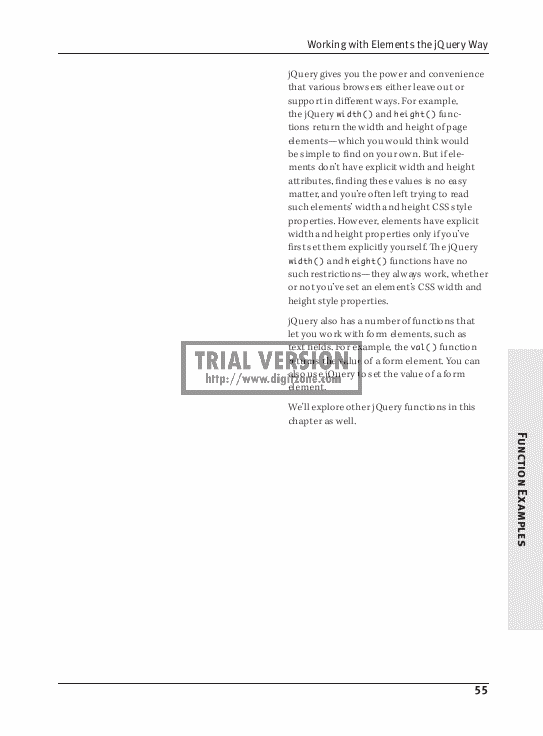 Working with Elements the jQuery Way
jQuery gives you the power and convenience
that various browsers either leave out or
support in different ways. For example,
the jQuery width() and height() func-
tions return the width and height of page
elements—which you would think would
be simple to find on your own. But if ele-
ments don't have explicit width and height
attributes, finding these values is no easy
matter, and you're often left trying to read
such elements' width and height CSS style
properties. However, elements have explicit
width and height properties only if you've
first set them explicitly yourself. The jQuery
width() and height() functions have no
such restrictions—they always work, whether
or not you've set an element's CSS width and
height style properties.
jQuery also has a number of functions that
let you work with form elements, such as
text fields. For example, the val() function
returns the value of a form element. You can
also use jQuery to set the value of a form
element.
TRIAL VERSION
http://www.digitzone.com
We'll explore other jQuery functions in this
chapter as well.
Function Examples
55